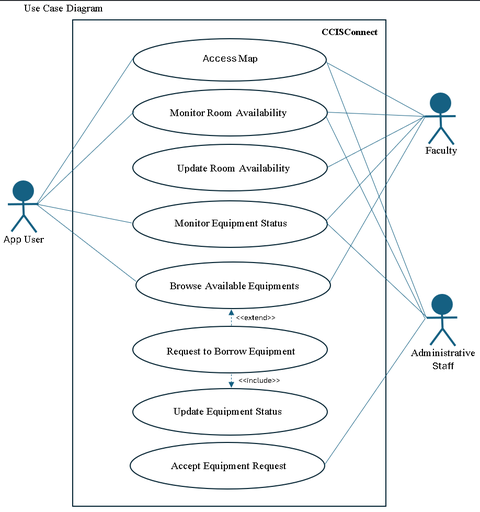 Use Case Diagram
CCISConnect
Access Map
Monitor Room Availability
Faculty
Update Room Availability
Monitor Equipment Status
App User
Browse Available Equipments
<<extend>>
Request to Borrow Equipment
Administrative
Staff
<<include>>
Update Equipment Status
Accept Equipment Request